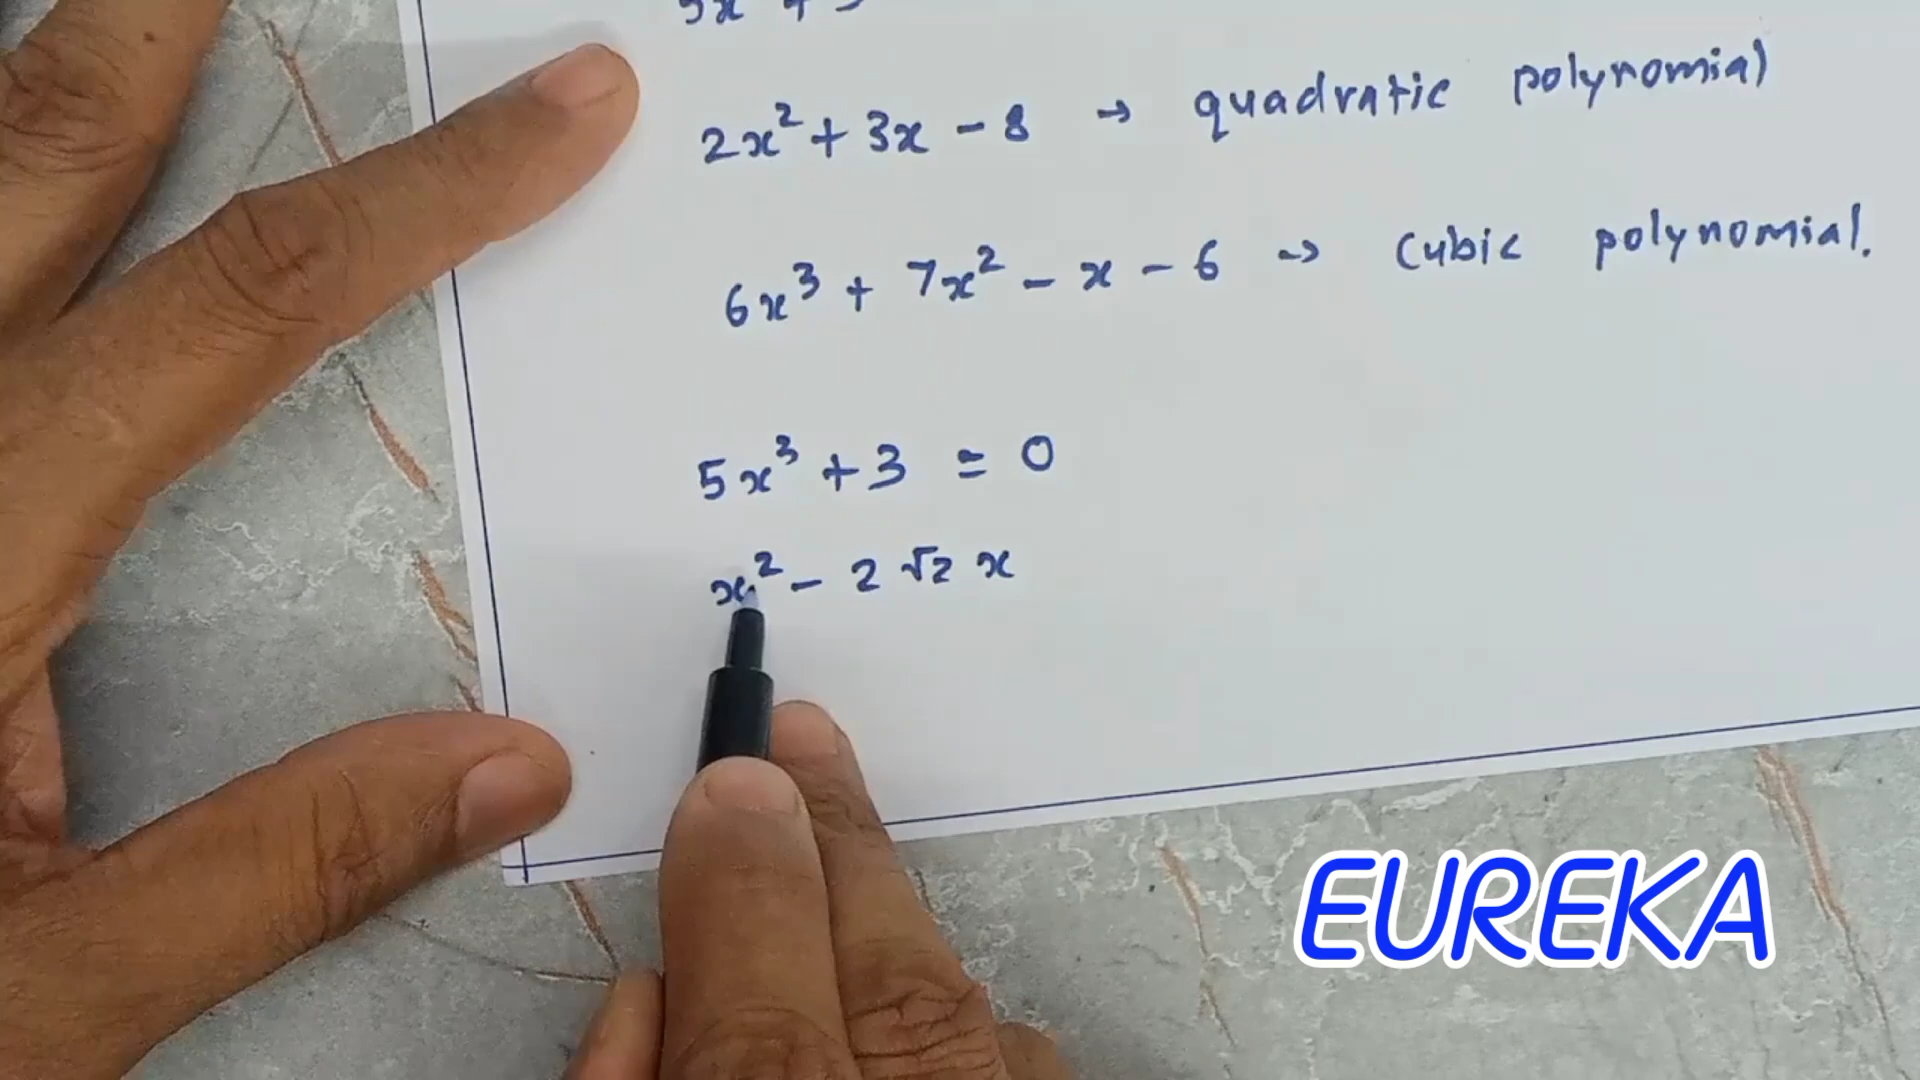 2x² + 3x - 8 → quadratic polynomial
6x³ + 7x² - x - 6 → cubic polynomial.
5x³ + 3 = 0
x² - 2 √2 x
EUREKA